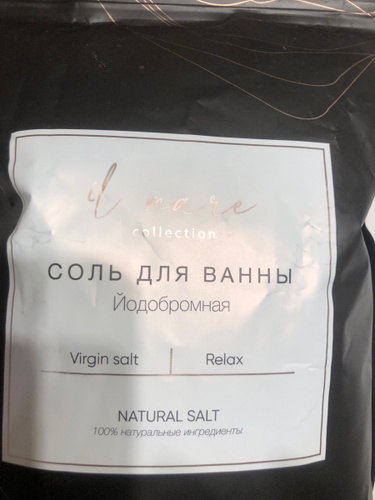 il mare
collection
СОЛЬ ДЛЯ ВАННЫ
Йодобромная
Virgin salt | Relax
NATURAL SALT
100% натуральные ингредиенты